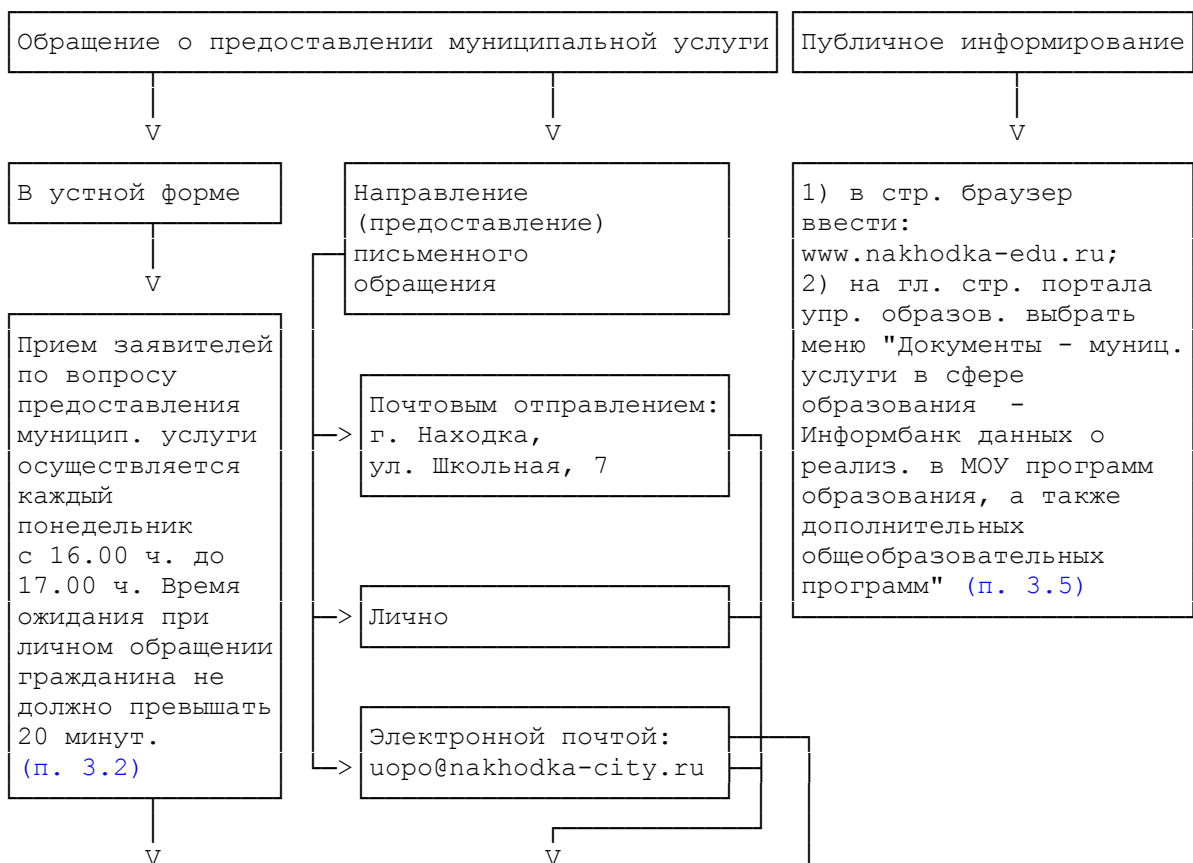 Обращение о предоставлении муниципальной услуги
Публичное информирование
V
V
V
В устной форме
V
Прием заявителей
по вопросу
предоставления
муницип. услуги
осуществляется
каждый
понедельник
с 16.00 ч. до
17.00 ч. Время
ожидания при
личном обращении
гражданина не
должно превышать
20 минут.
(п. 3.2)
V
Направление
(предоставление)
письменного
обращения
> Почтовым отправлением:
г. Находка,
ул. Школьная, 7
> Лично
Электронной почтой:
> uopo@nakhodka-city.ru
V
1) в стр. браузер
ввести:
www.nakhodka-edu.ru;
2) на гл. стр. портала
упр. образов. выбрать
меню "Документы - муниц.
услуги в сфере
образования -
Информбанк данных о
реализ. в МОУ программ
образования, а также
дополнительных
общеобразовательных
программ" (п. 3.5)